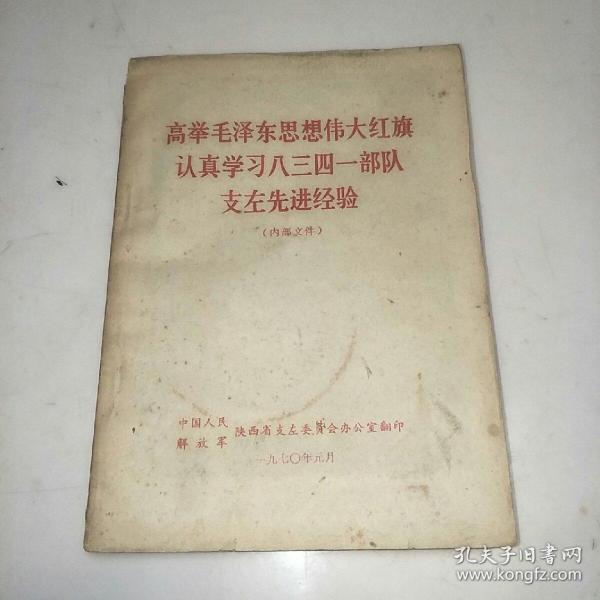 高举毛泽东思想伟大红旗
认真学习八三四一部队
支左先进经验
（内部文件）
中国人民
解放军
陕西省支左委员会办公室翻印
一九七〇年元月
孔夫子旧书网
www.kongfz.com